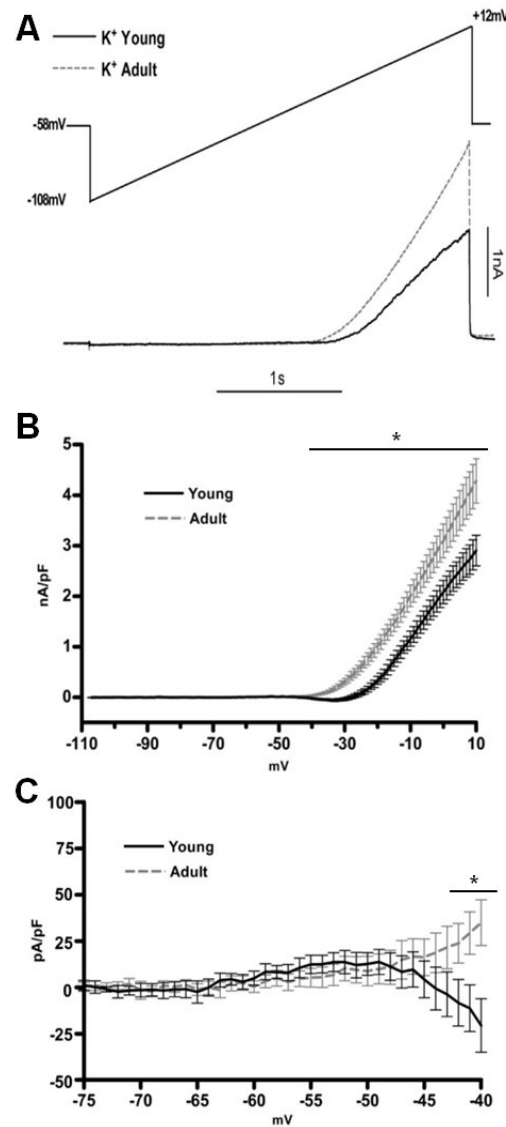 A
K+ Young
K+ Adult
+12mV
-58mV
-108mV
1nA
1s
B
*
5
4
3
2
1
0
nA/pF
Young
Adult
-110 -90 -70 -50 -30 -10 10
mV
C
100
75
50
25
0
-25
-50
pA/pF
Young
Adult
*
-75 -70 -65 -60 -55 -50 -45 -40
mV